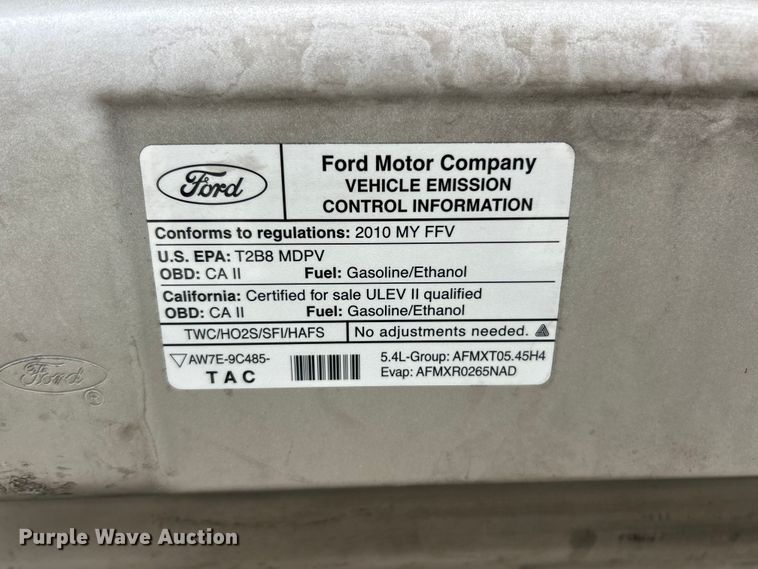 Ford
Ford Motor Company
VEHICLE EMISSION
CONTROL INFORMATION
Conforms to regulations: 2010 MY FFV
U.S. EPA: T2B8 MDPV
OBD: CA II Fuel: Gasoline/Ethanol
California: Certified for sale ULEV II qualified
OBD: CA II Fuel: Gasoline/Ethanol
TWC/HO2S/SFI/HAFS No adjustments needed.
AW7E-9C485- 5.4L-Group: AFMXT05.45H4
TAC Evap: AFMXR0265NAD
Ford ®
Purple Wave Auction